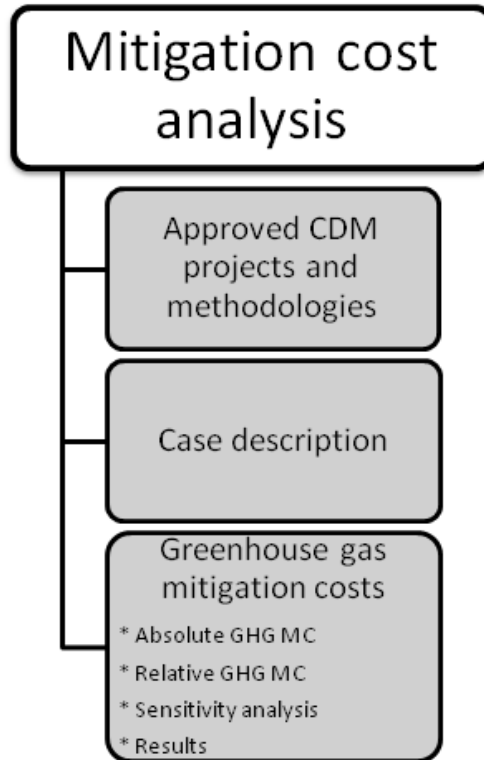 Mitigation cost
analysis
Approved CDM
projects and
methodologies
Case description
Greenhouse gas
mitigation costs
* Absolute GHG MC
* Relative GHG MC
* Sensitivity analysis
* Results